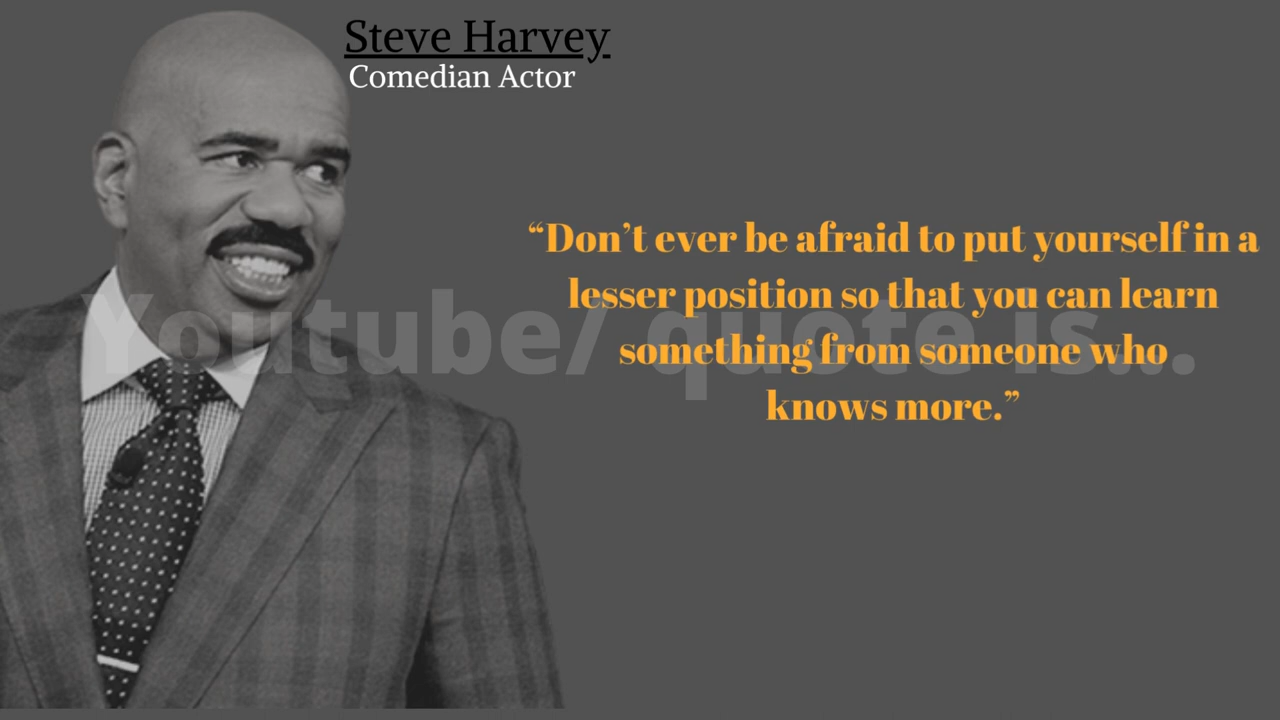 Steve Harvey
Comedian Actor
“Don’t ever be afraid to put yourself in a
lesser position so that you can learn
something from someone who
knows more.”
Youtube/ quote is...